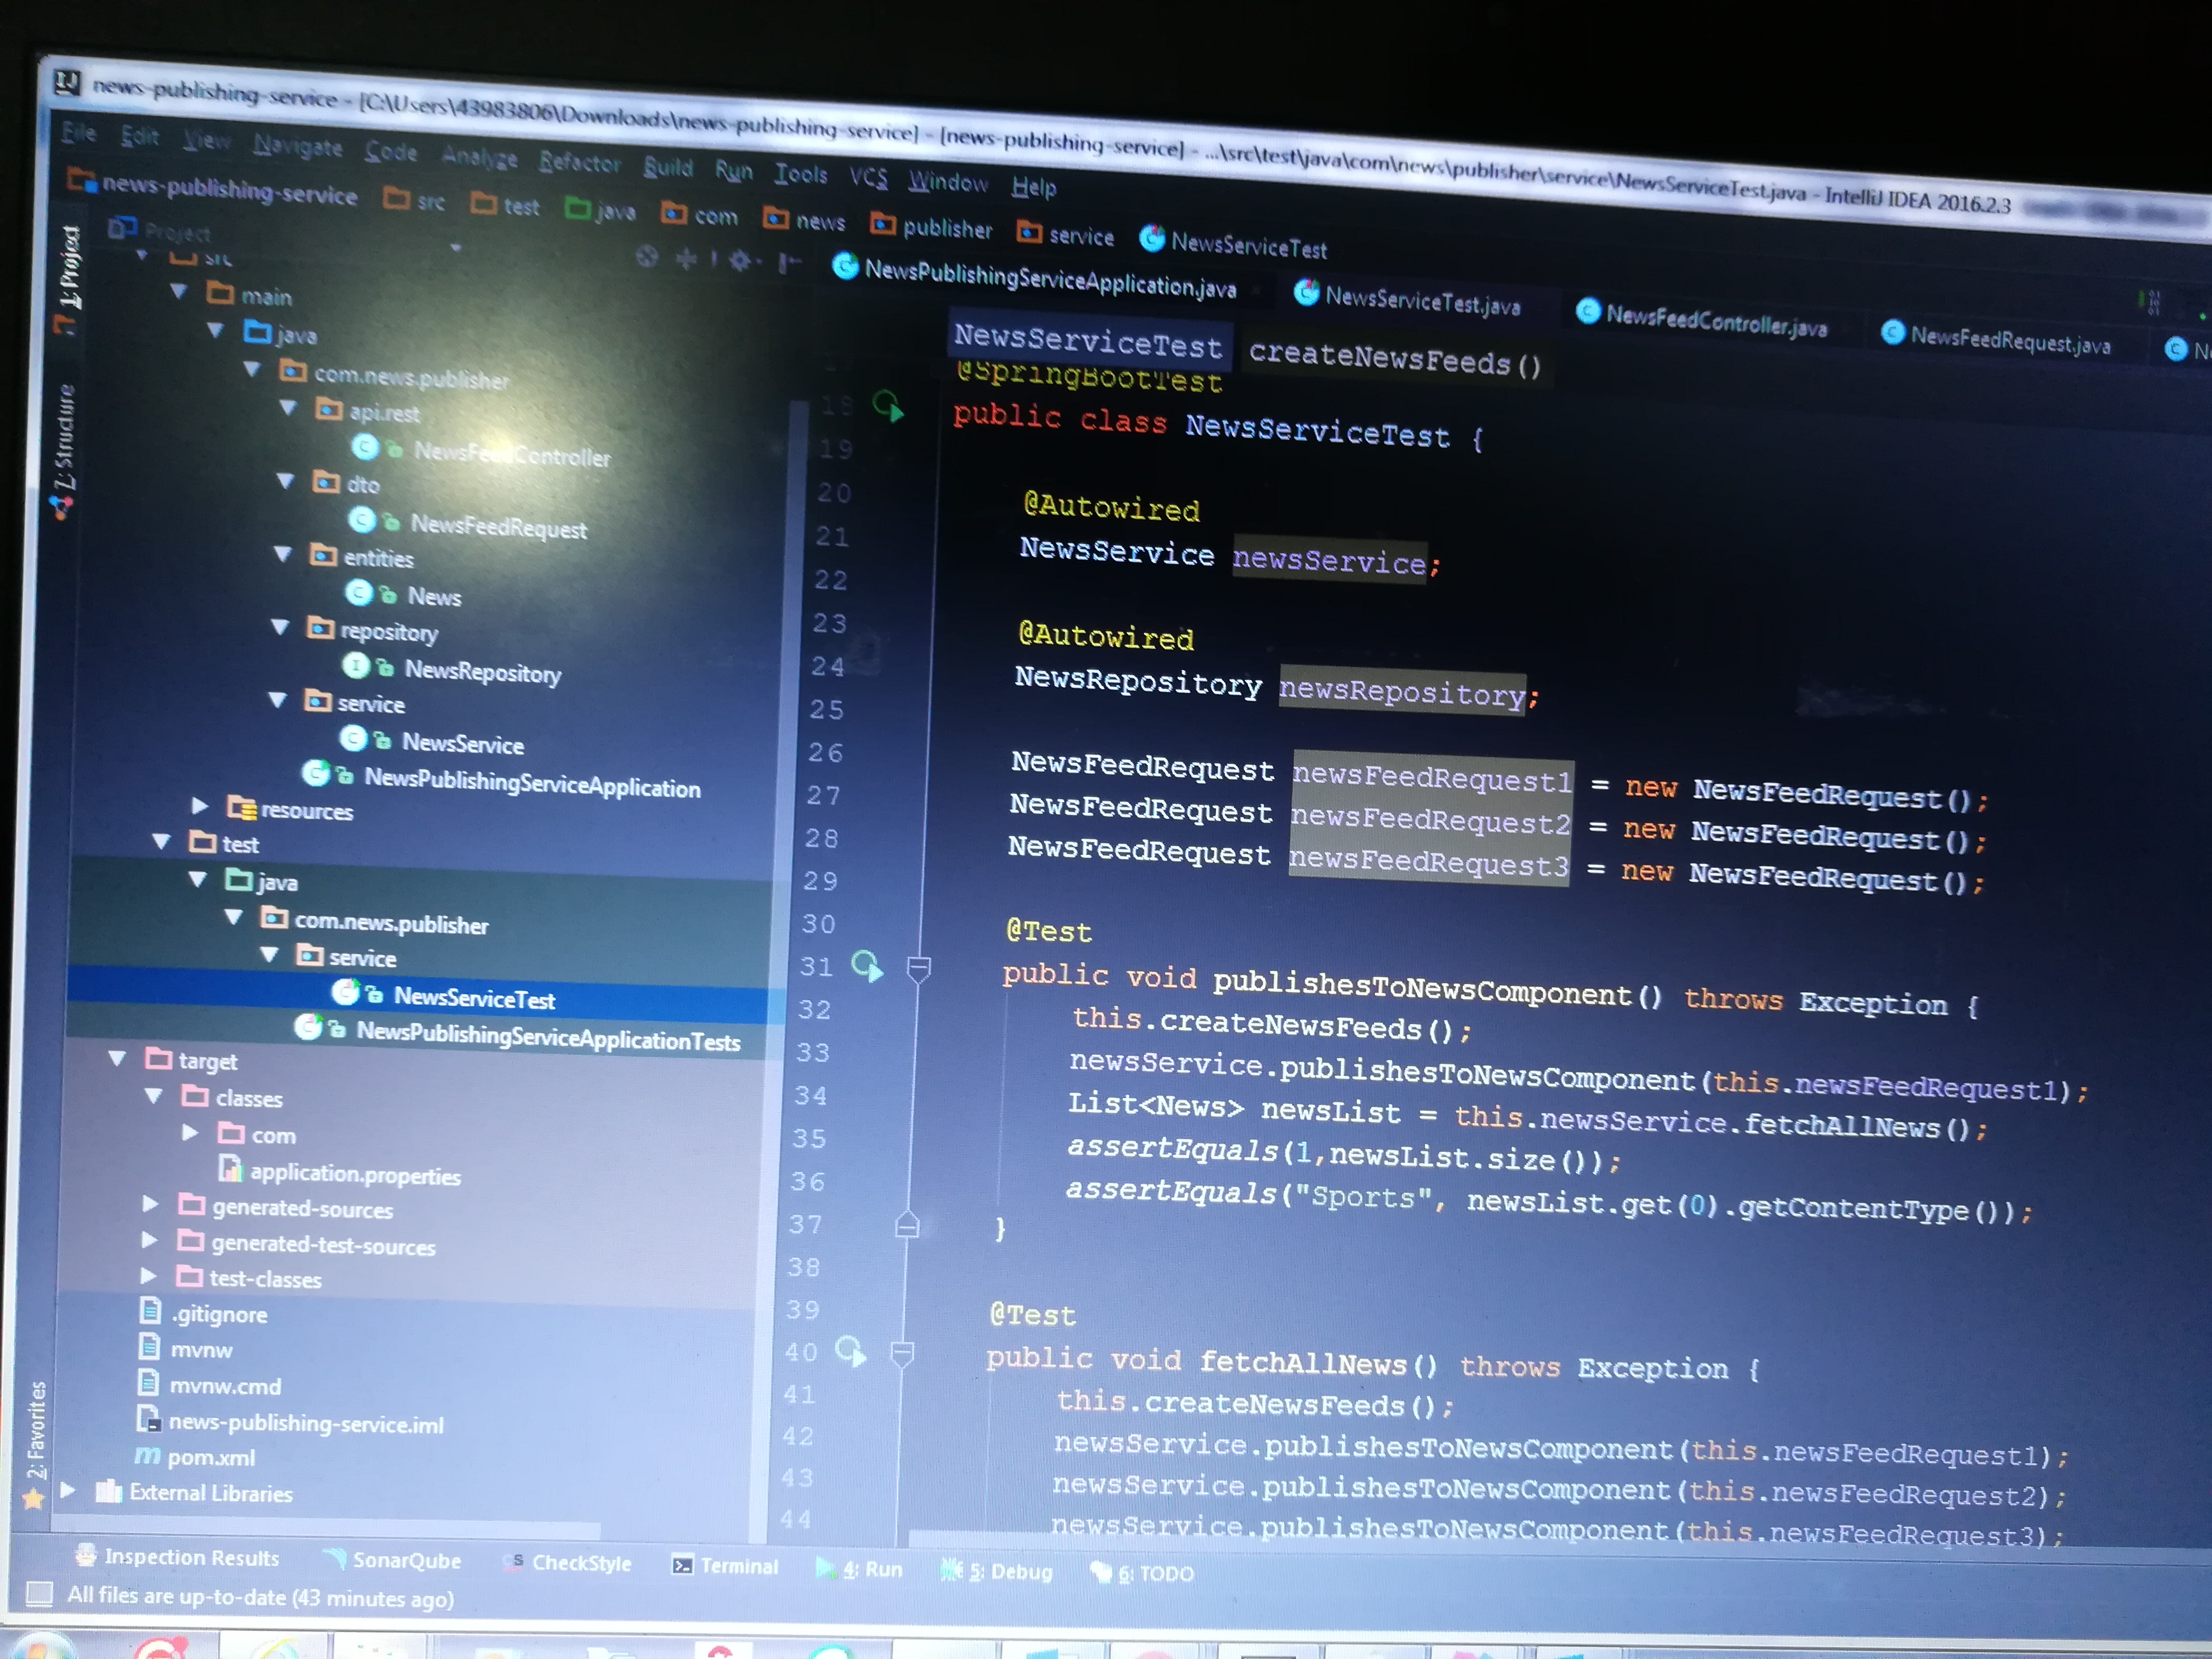 news-publishing-service - [C:\Users\43983806\Downloads\news-publishing-service] - [news-publishing-service] - ...\src\test\java\com\news\publisher\service\NewsServiceTest.java - IntelliJ IDEA 2016.2.3
File Edit View Navigate Code Analyze Refactor Build Run Tools VCS Window Help
news-publishing-service src test java com news publisher service NewsServiceTest
Project
NewsPublishingServiceApplication.java NewsServiceTest.java NewsFeedController.java NewsFeedRequest.java
1: Project
Z: Structure
2: Favorites
src
main
java
com.news.publisher
api.rest
NewsFeedController
dto
NewsFeedRequest
entities
News
repository
NewsRepository
service
NewsService
NewsPublishingServiceApplication
resources
test
java
com.news.publisher
service
NewsServiceTest
NewsPublishingServiceApplicationTests
target
classes
com
application.properties
generated-sources
generated-test-sources
test-classes
.gitignore
mvnw
mvnw.cmd
news-publishing-service.iml
pom.xml
External Libraries
NewsServiceTest createNewsFeeds()
@SpringBootTest
18 public class NewsServiceTest {
19
20 @Autowired
21 NewsService newsService;
22
23 @Autowired
24 NewsRepository newsRepository;
25
26 NewsFeedRequest newsFeedRequest1 = new NewsFeedRequest();
27 NewsFeedRequest newsFeedRequest2 = new NewsFeedRequest();
28 NewsFeedRequest newsFeedRequest3 = new NewsFeedRequest();
29
30 @Test
31 public void publishesToNewsComponent() throws Exception {
32 this.createNewsFeeds();
33 newsService.publishesToNewsComponent(this.newsFeedRequest1);
34 List<News> newsList = this.newsService.fetchAllNews();
35 assertEquals(1,newsList.size());
36 assertEquals("Sports", newsList.get(0).getContentType());
37 }
38
39 @Test
40 public void fetchAllNews() throws Exception {
41 this.createNewsFeeds();
42 newsService.publishesToNewsComponent(this.newsFeedRequest1);
43 newsService.publishesToNewsComponent(this.newsFeedRequest2);
44 newsService.publishesToNewsComponent(this.newsFeedRequest3);
Inspection Results SonarQube CheckStyle Terminal 4: Run 5: Debug 6: TODO
All files are up-to-date (43 minutes ago)